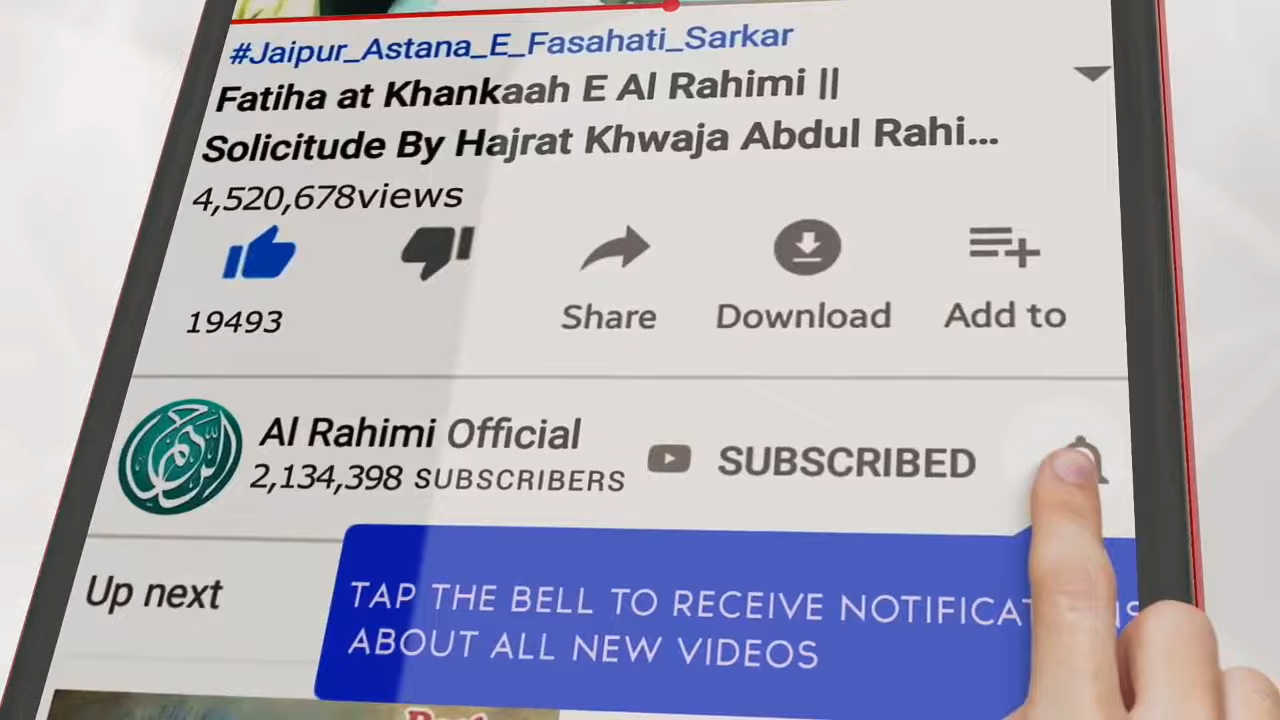 #Jaipur_Astana_E_Fasahati_Sarkar
Fatiha at Khankaah E Al Rahimi ||
Solicitude By Hajrat Khwaja Abdul Rahi...
4,520,678views
19493
Share
Download
Add to
Al Rahimi Official
2,134,398 SUBSCRIBERS
SUBSCRIBED
Up next
TAP THE BELL TO RECEIVE
ABOUT ALL NEW VIDEOS